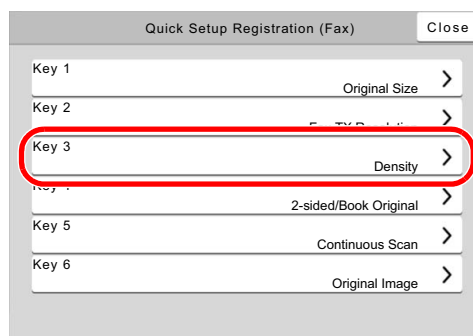 Quick Setup Registration (Fax)
Close
Key 1
Original Size
Key 2
Key 3
Density
2-sided/Book Original
Key 5
Continuous Scan
Key 6
Original Image